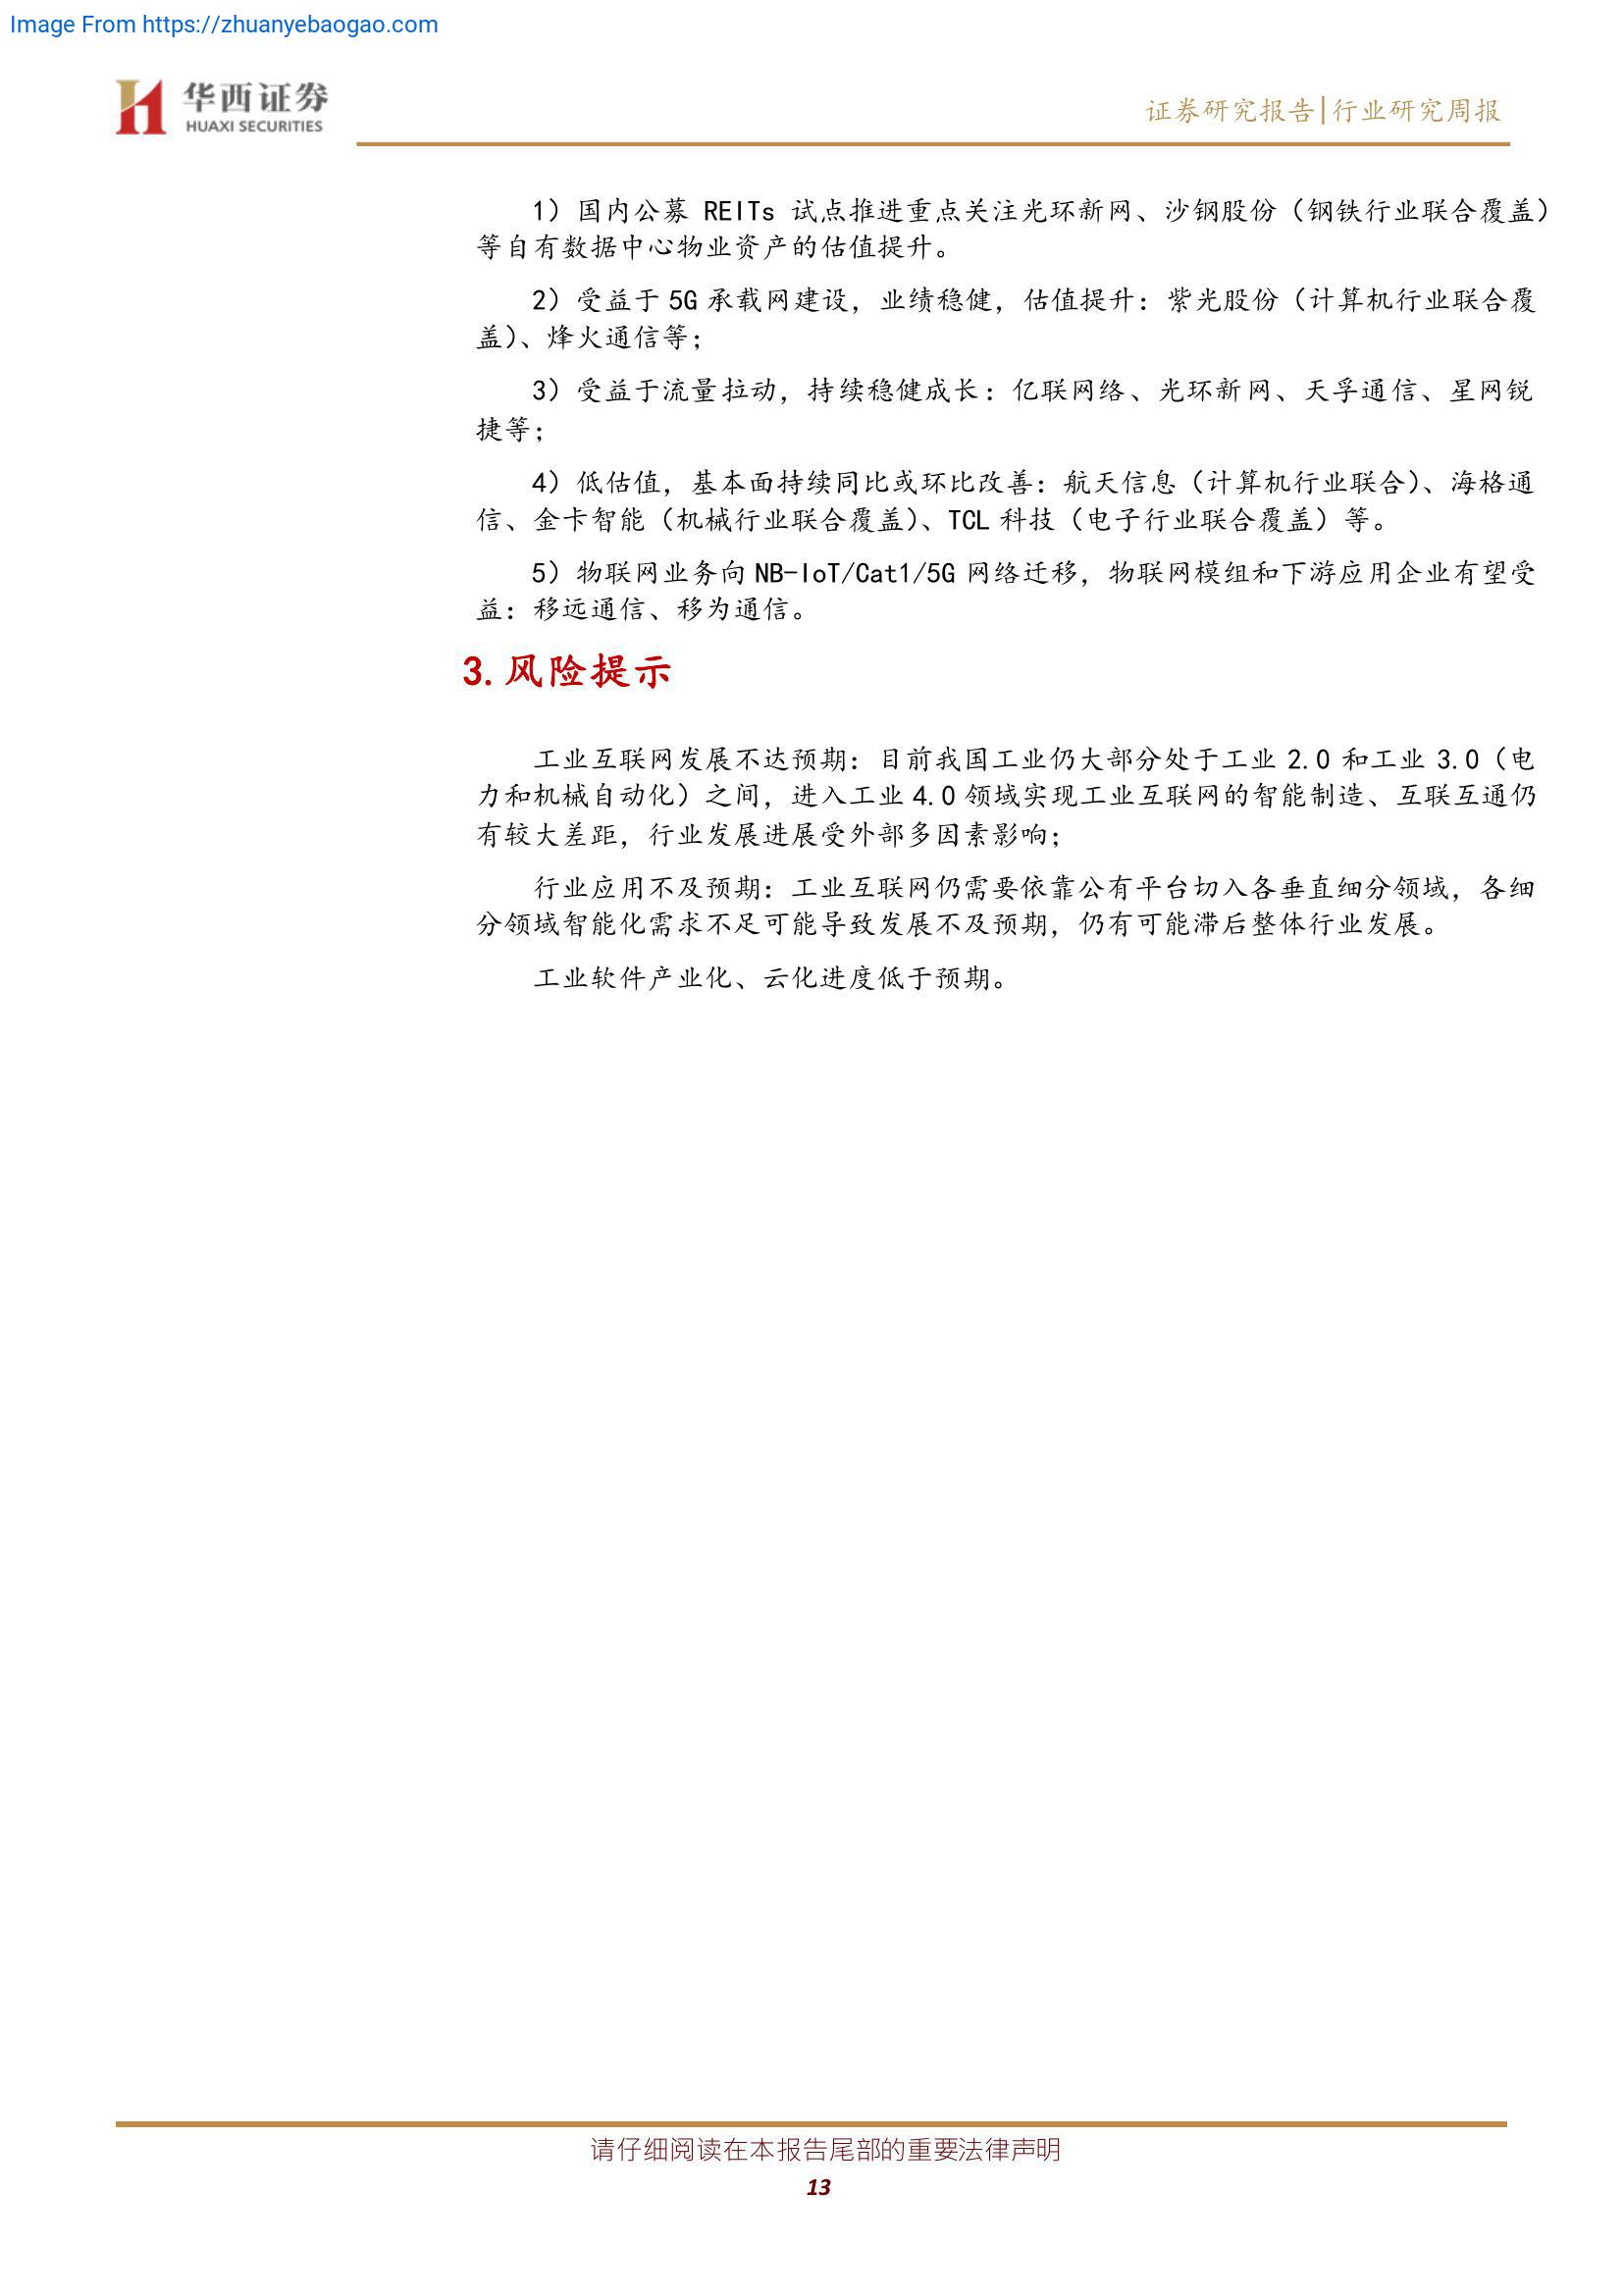 Image From https://zhuanyebaogao.com
华西证券
HUAXI SECURITIES
证券研究报告|行业研究周报
1）国内公募 REITs 试点推进重点关注光环新网、沙钢股份（钢铁行业联合覆盖）
等自有数据中心物业资产的估值提升。
2）受益于 5G 承载网建设，业绩稳健，估值提升：紫光股份（计算机行业联合覆
盖）、烽火通信等；
3）受益于流量拉动，持续稳健成长：亿联网络、光环新网、天孚通信、星网锐
捷等；
4）低估值，基本面持续同比或环比改善：航天信息（计算机行业联合）、海格通
信、金卡智能（机械行业联合覆盖）、TCL 科技（电子行业联合覆盖）等。
5）物联网业务向 NB-IoT/Cat1/5G 网络迁移，物联网模组和下游应用企业有望受
益：移远通信、移为通信。
3.风险提示
工业互联网发展不达预期：目前我国工业仍大部分处于工业 2.0 和工业 3.0（电
力和机械自动化）之间，进入工业 4.0 领域实现工业互联网的智能制造、互联互通仍
有较大差距，行业发展进展受外部多因素影响；
行业应用不及预期：工业互联网仍需要依靠公有平台切入各垂直细分领域，各细
分领域智能化需求不足可能导致发展不及预期，仍有可能滞后整体行业发展。
工业软件产业化、云化进度低于预期。
请仔细阅读在本报告尾部的重要法律声明
13